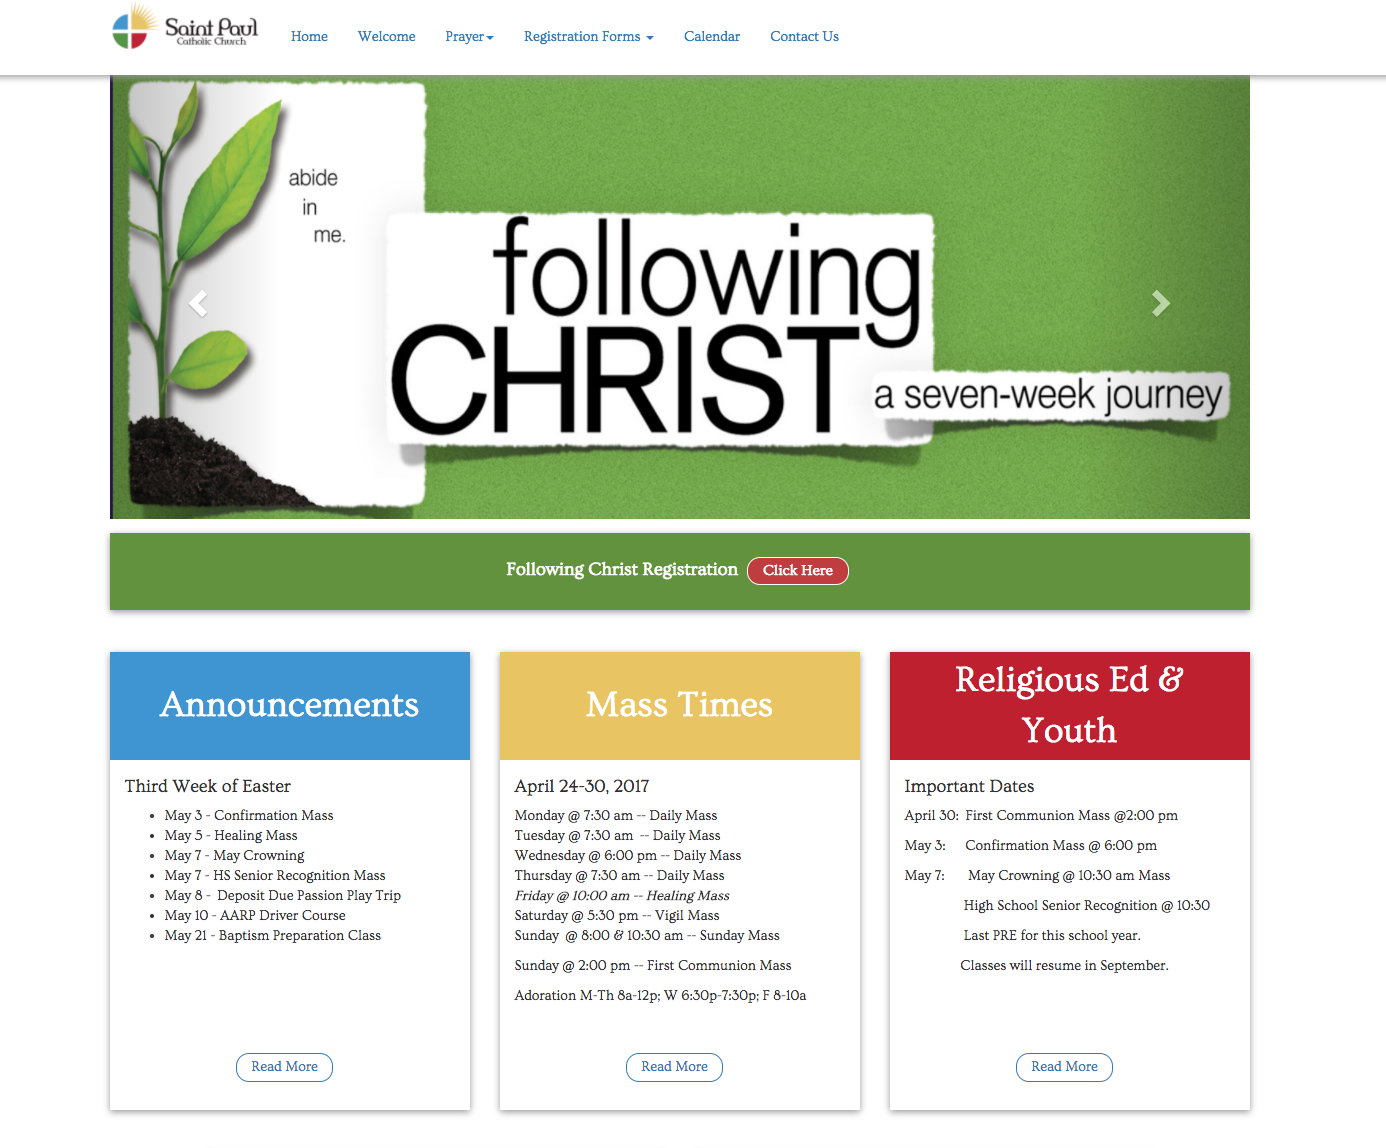 Saint Paul
Catholic Church
Home
Welcome
Prayer
Registration Forms
Calendar
Contact Us
abide
in
me.
following
CHRIST
a seven-week journey
Following Christ Registration
Click Here
Announcements
Third Week of Easter
• May 3 - Confirmation Mass
• May 5 - Healing Mass
• May 7 - May Crowning
• May 7 - HS Senior Recognition Mass
• May 8 - Deposit Due Passion Play Trip
• May 10 - AARP Driver Course
• May 21 - Baptism Preparation Class
Read More
Mass Times
April 24-30, 2017
Monday @ 7:30 am -- Daily Mass
Tuesday @ 7:30 am -- Daily Mass
Wednesday @ 6:00 pm -- Daily Mass
Thursday @ 7:30 am -- Daily Mass
Friday @ 10:00 am -- Healing Mass
Saturday @ 5:30 pm -- Vigil Mass
Sunday @ 8:00 & 10:30 am -- Sunday Mass
Sunday @ 2:00 pm -- First Communion Mass
Adoration M-Th 8a-12p; W 6:30p-7:30p; F 8-10a
Read More
Religious Ed &
Youth
Important Dates
April 30: First Communion Mass @2:00 pm
May 3: Confirmation Mass @ 6:00 pm
May 7: May Crowning @ 10:30 am Mass
High School Senior Recognition @ 10:30
Last PRE for this school year.
Classes will resume in September.
Read More